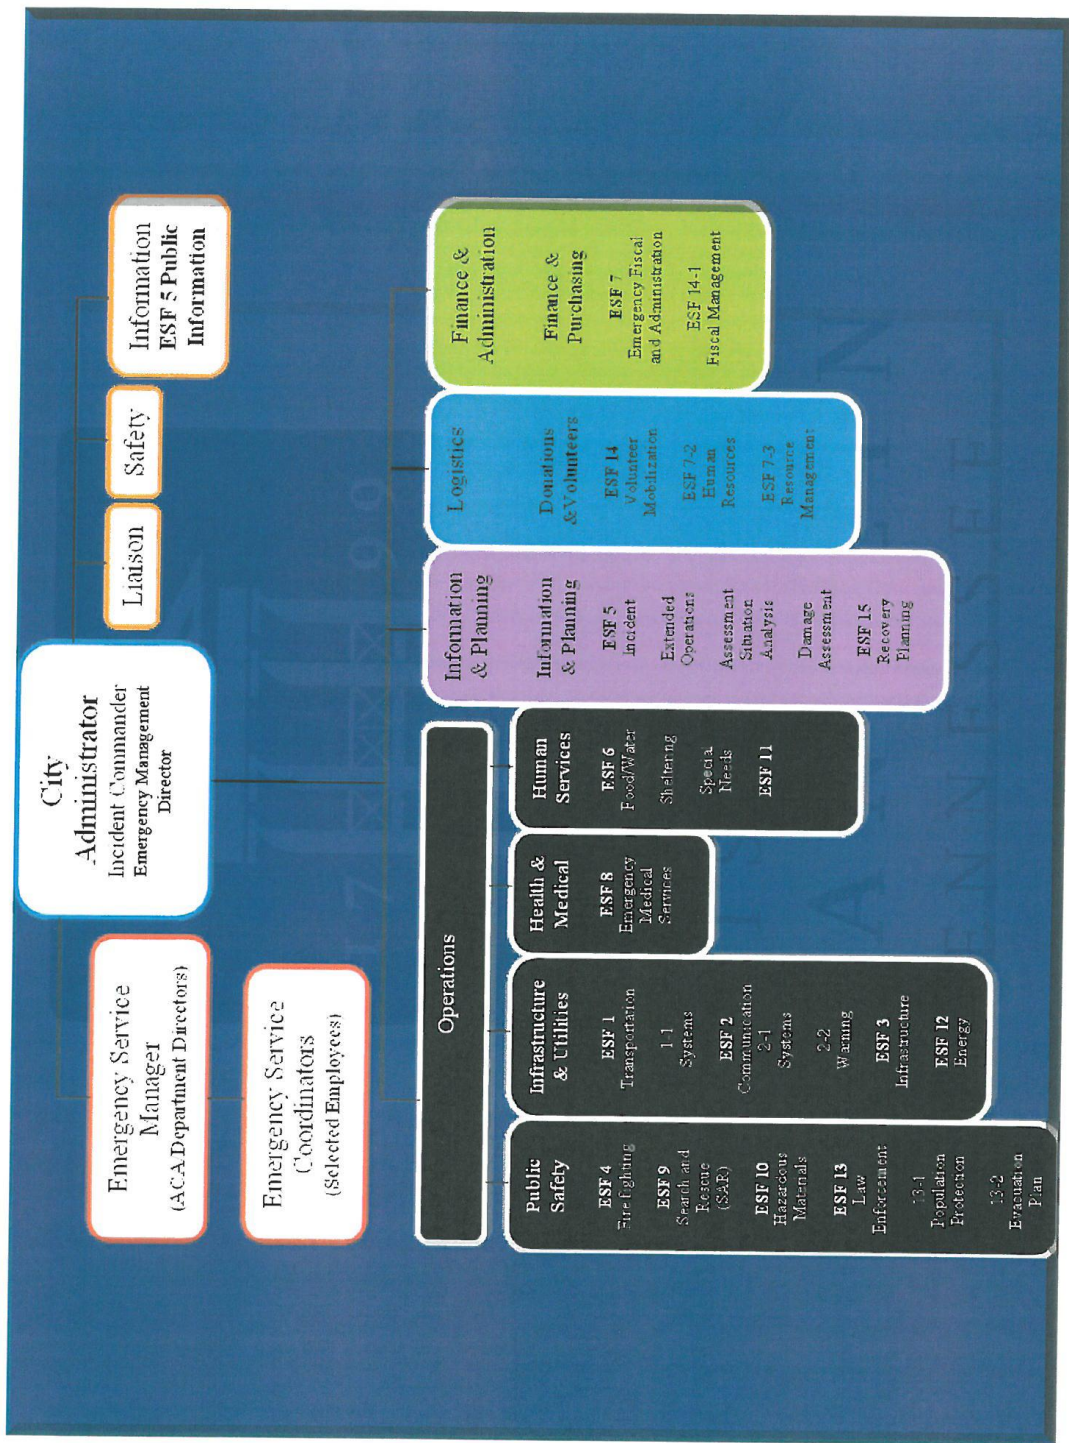 City
Administrator
Incident Commander
Emergency Management
Director
Emergency Service
Manager
(ACA Department Directors)
Emergency Service
Coordinators
(Selected Employees)
Liaison
Safety
Information
ESF 5 Public
Information
Operations
Public
Safety
ESF 4
Fire fighting
ESF 9
Search and
Rescue
(SAR)
ESF 10
Hazardous
Materials
ESF 13
Law
Enforcement
13-1
Population
Protection
13-2
Evacuation
Plan
Infrastructure
& Utilities
ESF 1
Transportation
1-1
Systems
ESF 2
Communication
2-1
Systems
2-2
Warning
ESF 3
Infrastructure
ESF 12
Energy
Health &
Medical
ESF 8
Emergency
Medical
Services
Human
Services
ESF 6
Food/Water
Sheltering
Special
Needs
ESF 11
Information
& Planning
Information
& Planning
ESF 5
Incident
Extended
Operations
Assessment
Situation
Analysis
Damage
Assessment
ESF 15
Recovery
Planning
Logistics
Donations
&Volunteers
ESF 14
Volunteer
Mobilization
ESF 7-2
Human
Resources
ESF 7-3
Resource
Management
Finance &
Administration
Finance &
Purchasing
ESF 7
Emergency Fiscal
and Administration
ESF 14-1
Fiscal Management